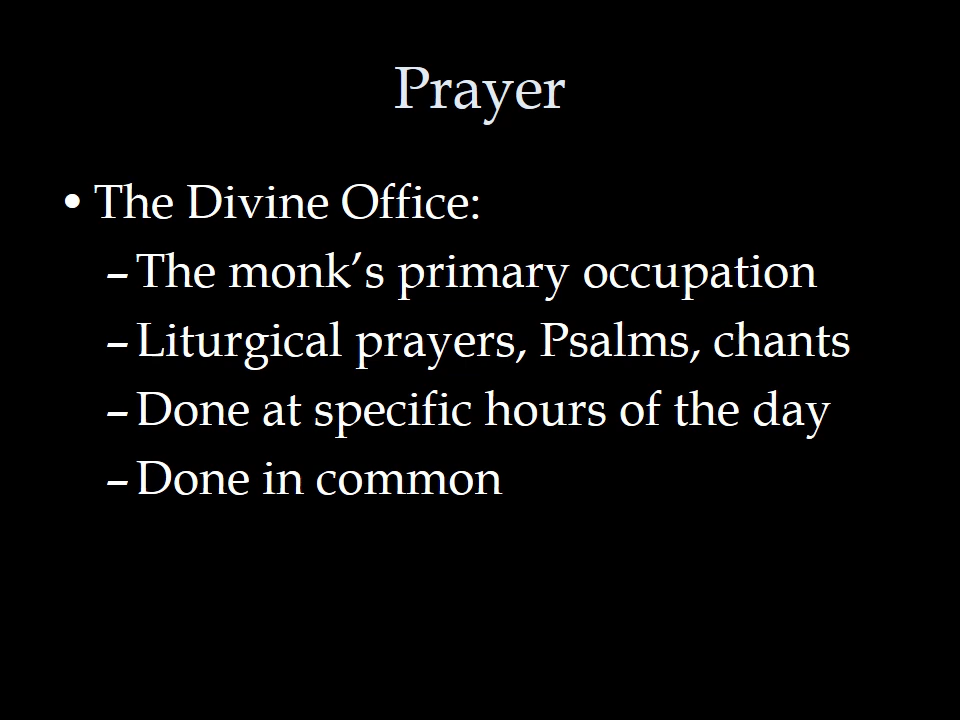 Prayer
• The Divine Office:
– The monk’s primary occupation
– Liturgical prayers, Psalms, chants
– Done at specific hours of the day
– Done in common